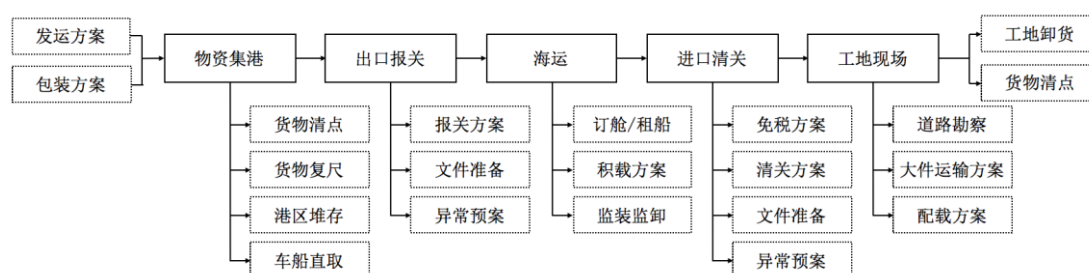 发运方案
包装方案
物资集港
出口报关
海运
进口清关
工地现场
工地卸货
货物清点
货物清点
货物复尺
港区堆存
车船直取
报关方案
文件准备
异常预案
订舱/租船
积载方案
监装监卸
免税方案
清关方案
文件准备
异常预案
道路勘察
大件运输方案
配载方案